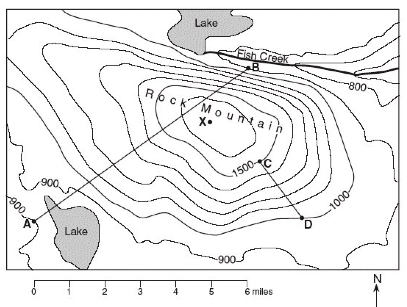 Lake
Fish Creek
B
800
Rock Mountain
X
1500
C
900
900
A
1000
D
Lake
900
0 1 2 3 4 5 6 miles
N